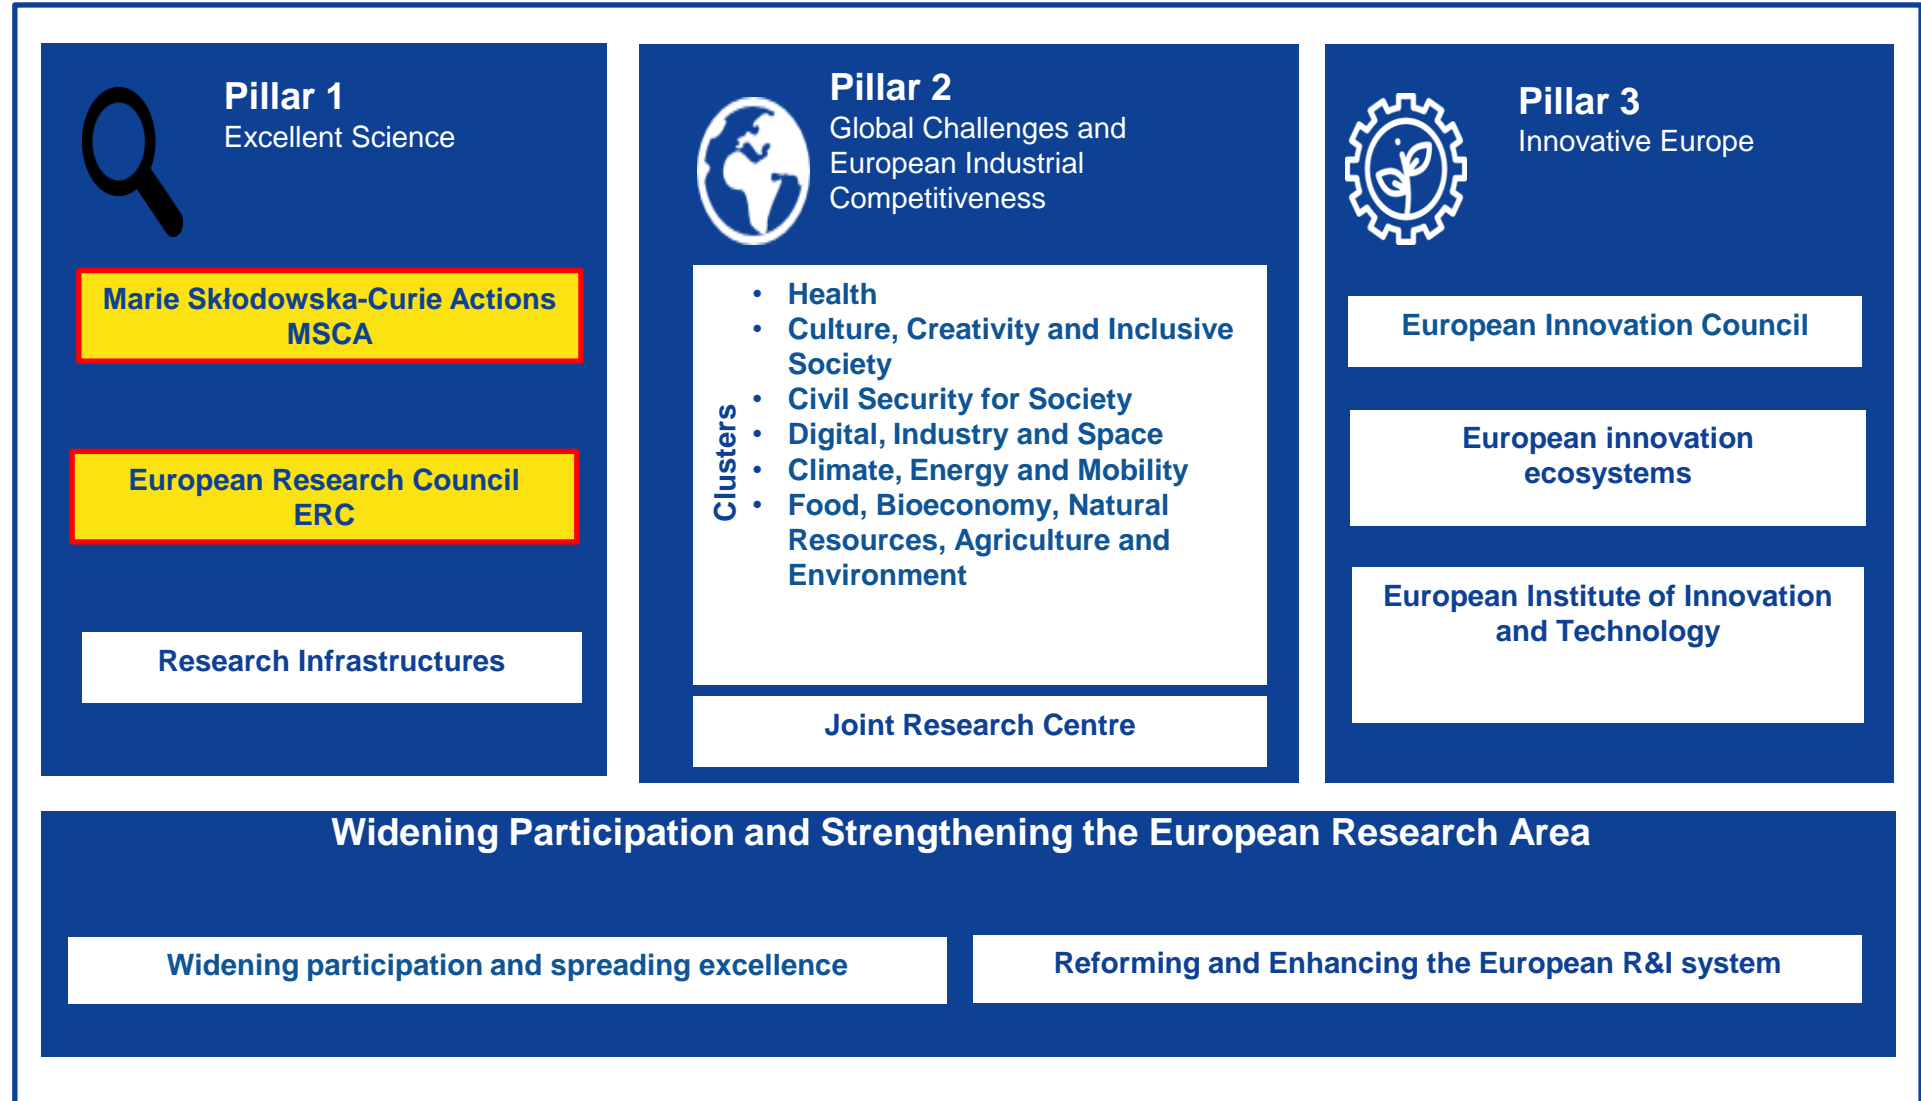 Pillar 1
Excellent Science
Marie Skłodowska-Curie Actions
MSCA
European Research Council
ERC
Research Infrastructures
Pillar 2
Global Challenges and
European Industrial
Competitiveness
Clusters
• Health
• Culture, Creativity and Inclusive
Society
• Civil Security for Society
• Digital, Industry and Space
• Climate, Energy and Mobility
• Food, Bioeconomy, Natural
Resources, Agriculture and
Environment
Joint Research Centre
Pillar 3
Innovative Europe
European Innovation Council
European innovation
ecosystems
European Institute of Innovation
and Technology
Widening Participation and Strengthening the European Research Area
Widening participation and spreading excellence
Reforming and Enhancing the European R&I system